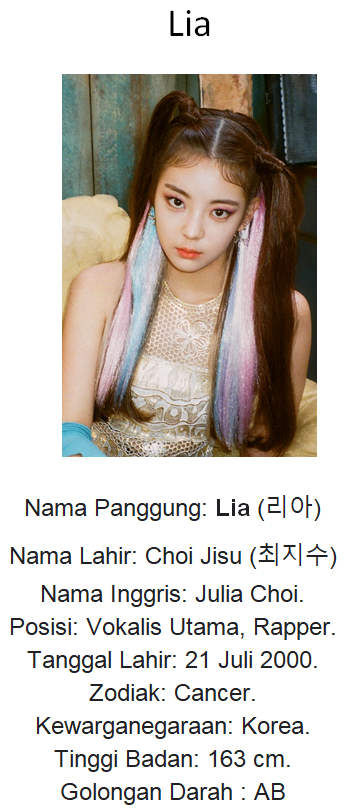 Lia
Nama Panggung: Lia (리아)
Nama Lahir: Choi Jisu (최지수)
Nama Inggris: Julia Choi.
Posisi: Vokalis Utama, Rapper.
Tanggal Lahir: 21 Juli 2000.
Zodiak: Cancer.
Kewarganegaraan: Korea.
Tinggi Badan: 163 cm.
Golongan Darah : AB